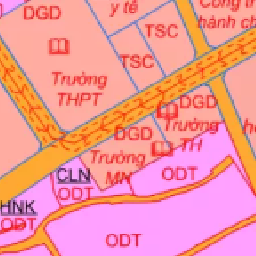 DGD
y tế
TSC
Công t
hành ch
TSC
Trường
THPT
DGD
DGD
Trường
TH
Trường
MN
CLN
ODT
ODT
HNK
ODT
ODT